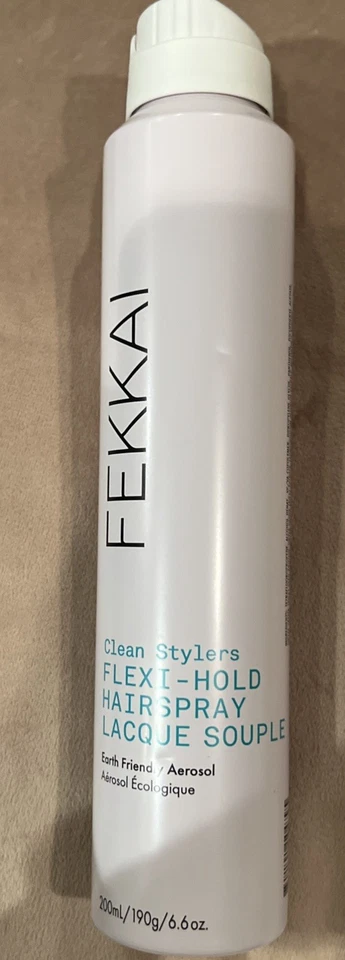 FEKKAI
Clean Stylers
FLEXI-HOLD
HAIRSPRAY
LACQUE SOUPLE
Earth Friendly Aerosol
Aérosol Écologique
200mL/190g/6.6oz.